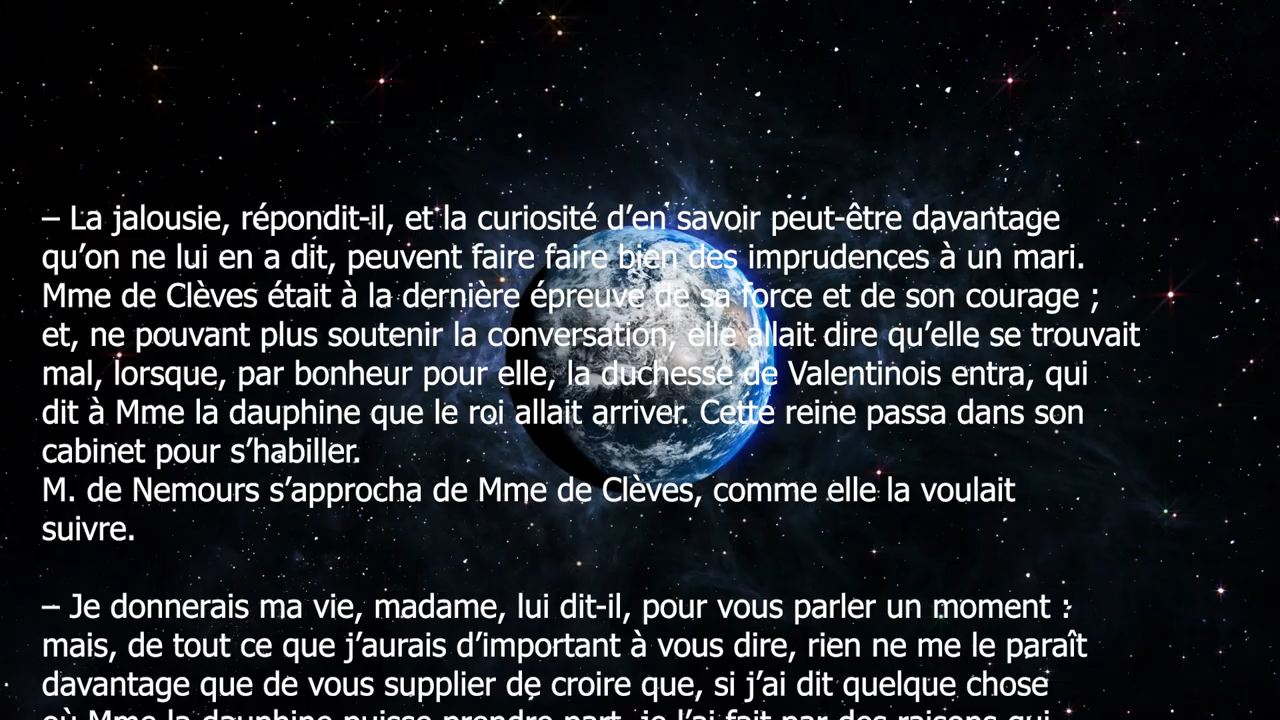 – La jalousie, répondit-il, et la curiosité d’en savoir peut-être davantage
qu’on ne lui en a dit, peuvent faire faire bien des imprudences à un mari.
Mme de Clèves était à la dernière épreuve de sa force et de son courage ;
et, ne pouvant plus soutenir la conversation, elle allait dire qu’elle se trouvait
mal, lorsque, par bonheur pour elle, la duchesse de Valentinois entra, qui
dit à Mme la dauphine que le roi allait arriver. Cette reine passa dans son
cabinet pour s’habiller.
M. de Nemours s’approcha de Mme de Clèves, comme elle la voulait
suivre.
– Je donnerais ma vie, madame, lui dit-il, pour vous parler un moment :
mais, de tout ce que j’aurais d’important à vous dire, rien ne me le paraît
davantage que de vous supplier de croire que, si j’ai dit quelque chose
où Mme la dauphine puisse prendre part, je l’ai fait par des raisons qui